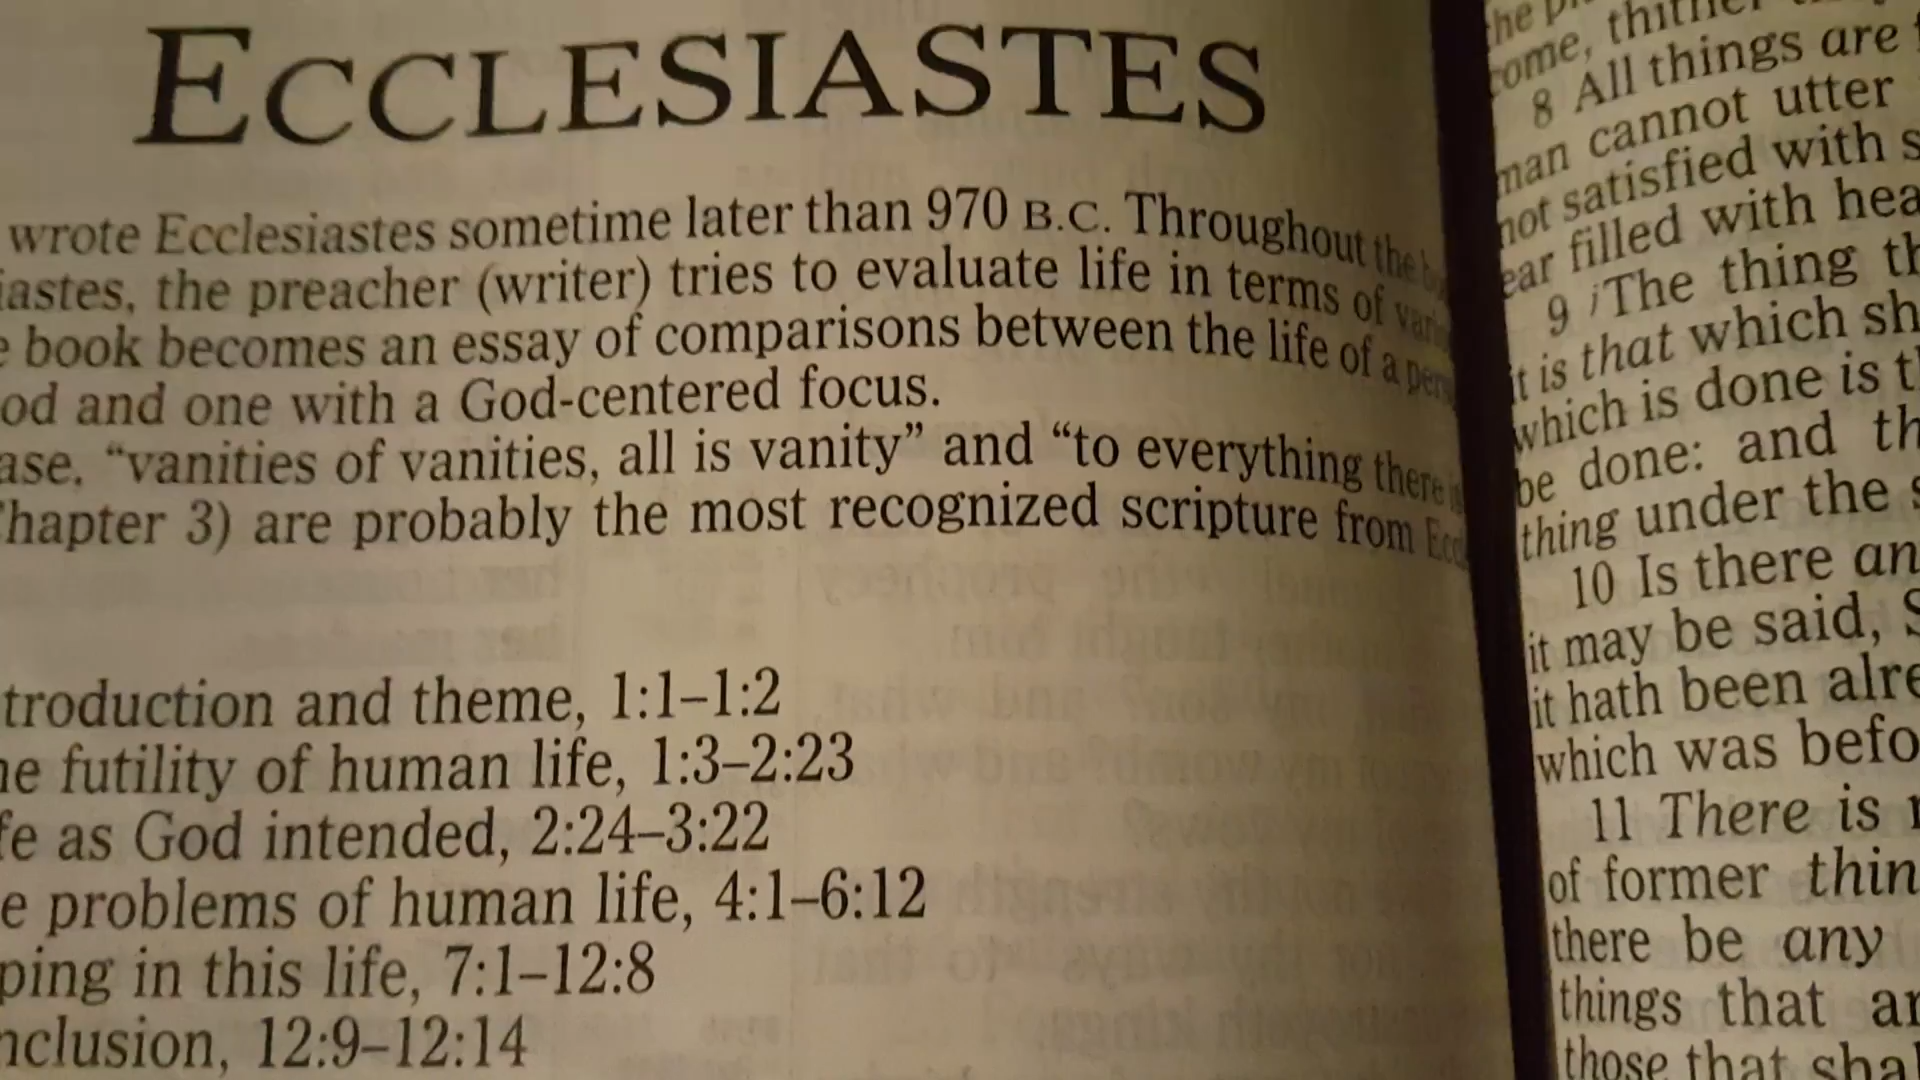 ECCLESIASTES
wrote Ecclesiastes sometime later than 970 B.C. Throughout the
iastes, the preacher (writer) tries to evaluate life in terms of
book becomes an essay of comparisons between the life of a
od and one with a God-centered focus.
ase, “vanities of vanities, all is vanity” and “to everything there
hapter 3) are probably the most recognized scripture from
troduction and theme, 1:1–1:2
he futility of human life, 1:3–2:23
fe as God intended, 2:24–3:22
e problems of human life, 4:1–6:12
ping in this life, 7:1–12:8
nclusion, 12:9–12:14
come,
8 All things are
man cannot utter
not satisfied with s
ear filled with hea
9 iThe thing th
it is that which sh
which is done is th
be done: and th
thing under the s
10 Is there an
it may be said, S
it hath been alre
which was befo
11 There is
of former thin
there be any
things that ar
those that shal